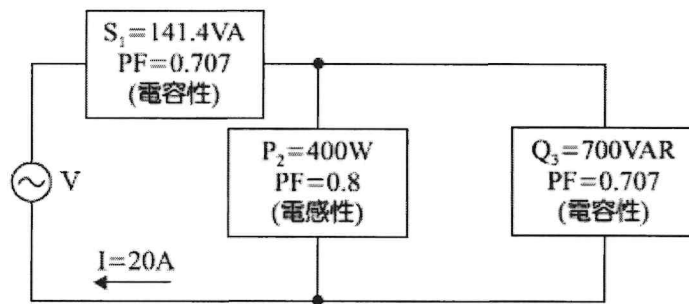 S₁=141.4VA
PF=0.707
(電容性)
V
P₂=400W
PF=0.8
(電感性)
Q₃=700VAR
PF=0.707
(電容性)
I=20A